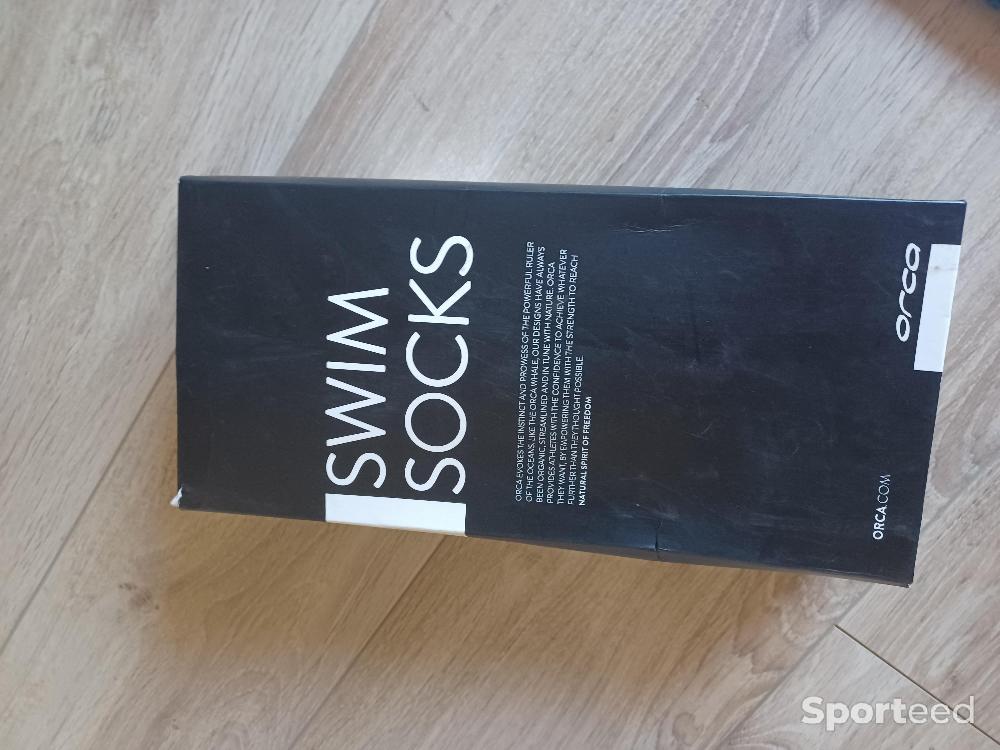 SWIM
SOCKS
ORCA EVOKES THE INSTINCT AND PROWESS OF THE POWERFUL RULER
OF THE OCEANS. LIKE THE ORCA WHALE, OUR DESIGNS HAVE ALWAYS
BEEN ORGANIC, STREAMLINED AND IN TUNE WITH NATURE. ORCA
PROVIDES ATHLETES WITH THE CONFIDENCE TO ACHIEVE WHATEVER
THEY WANT, BY EMPOWERING THEM WITH THE STRENGTH TO REACH
FURTHER THAN THEY THOUGHT POSSIBLE.
NATURAL SPIRIT OF FREEDOM
ORCA.COM
orca
Sporteed